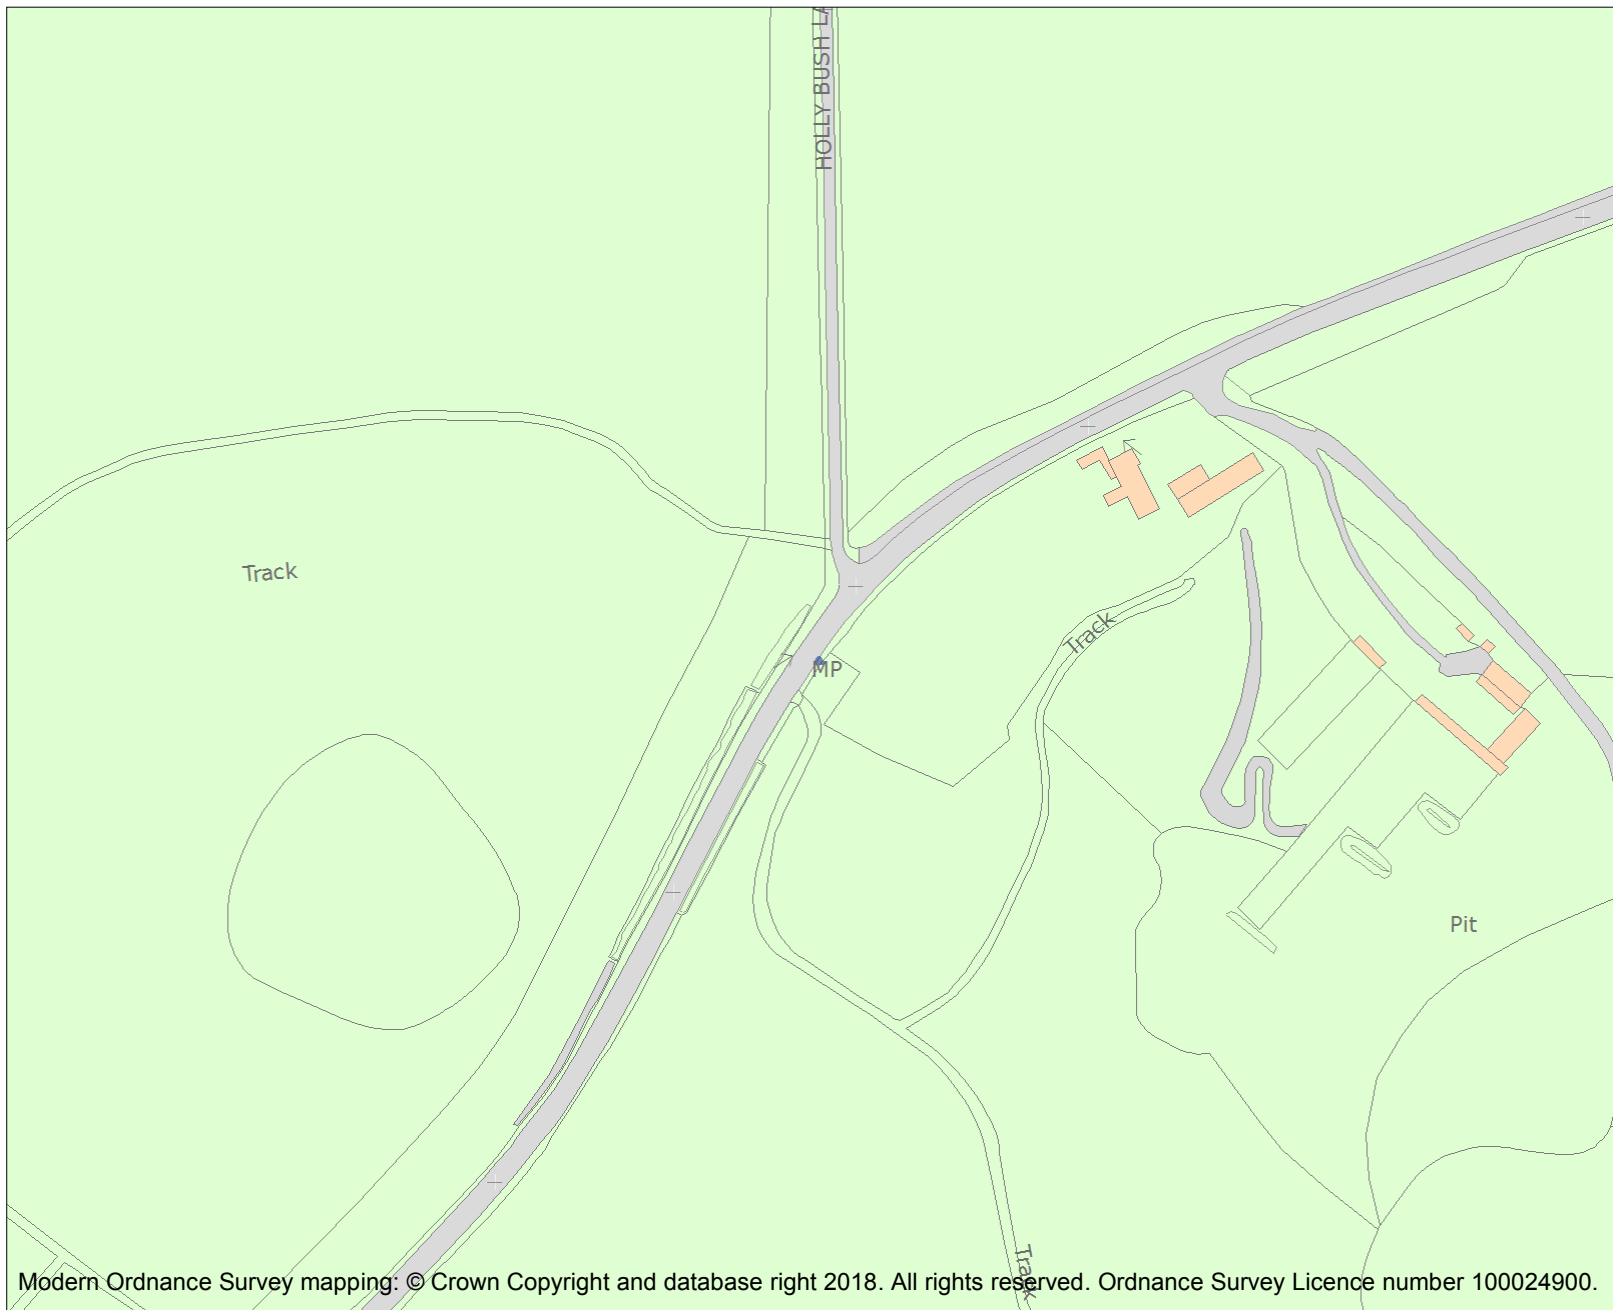 HOLLY BUSH
Track
Track
MP
Pit
Track
Modern Ordnance Survey mapping: © Crown Copyright and database right 2018. All rights reserved. Ordnance Survey Licence number 100024900.